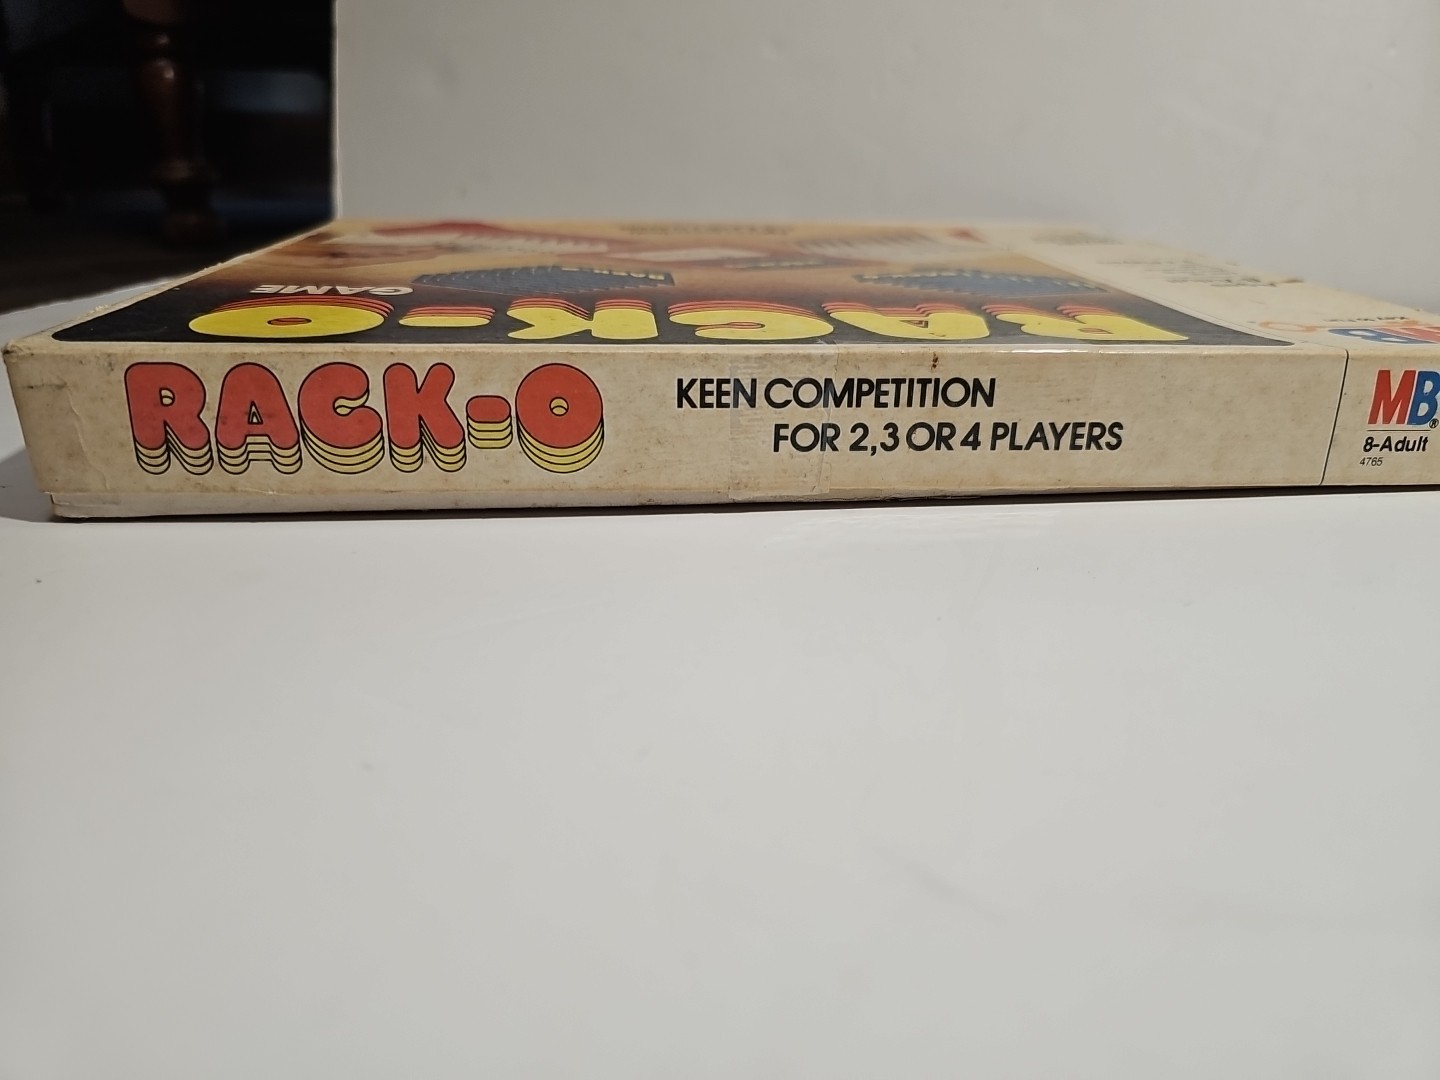 RACK-O GAME
RACK-O
KEEN COMPETITION
FOR 2,3 OR 4 PLAYERS
MB®
8-Adult
4765